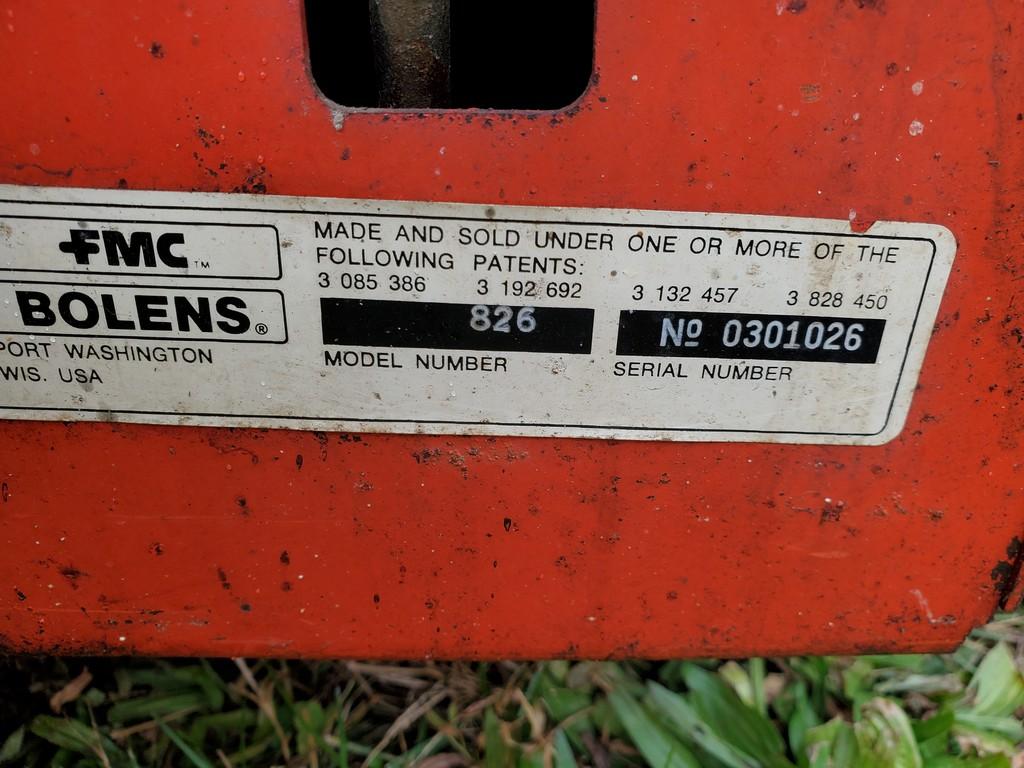 FMC™
BOLENS®
PORT WASHINGTON
WIS. USA
MADE AND SOLD UNDER ONE OR MORE OF THE
FOLLOWING PATENTS:
3 085 386 3 192 692 3 132 457 3 828 450
826
MODEL NUMBER
Nº 0301026
SERIAL NUMBER